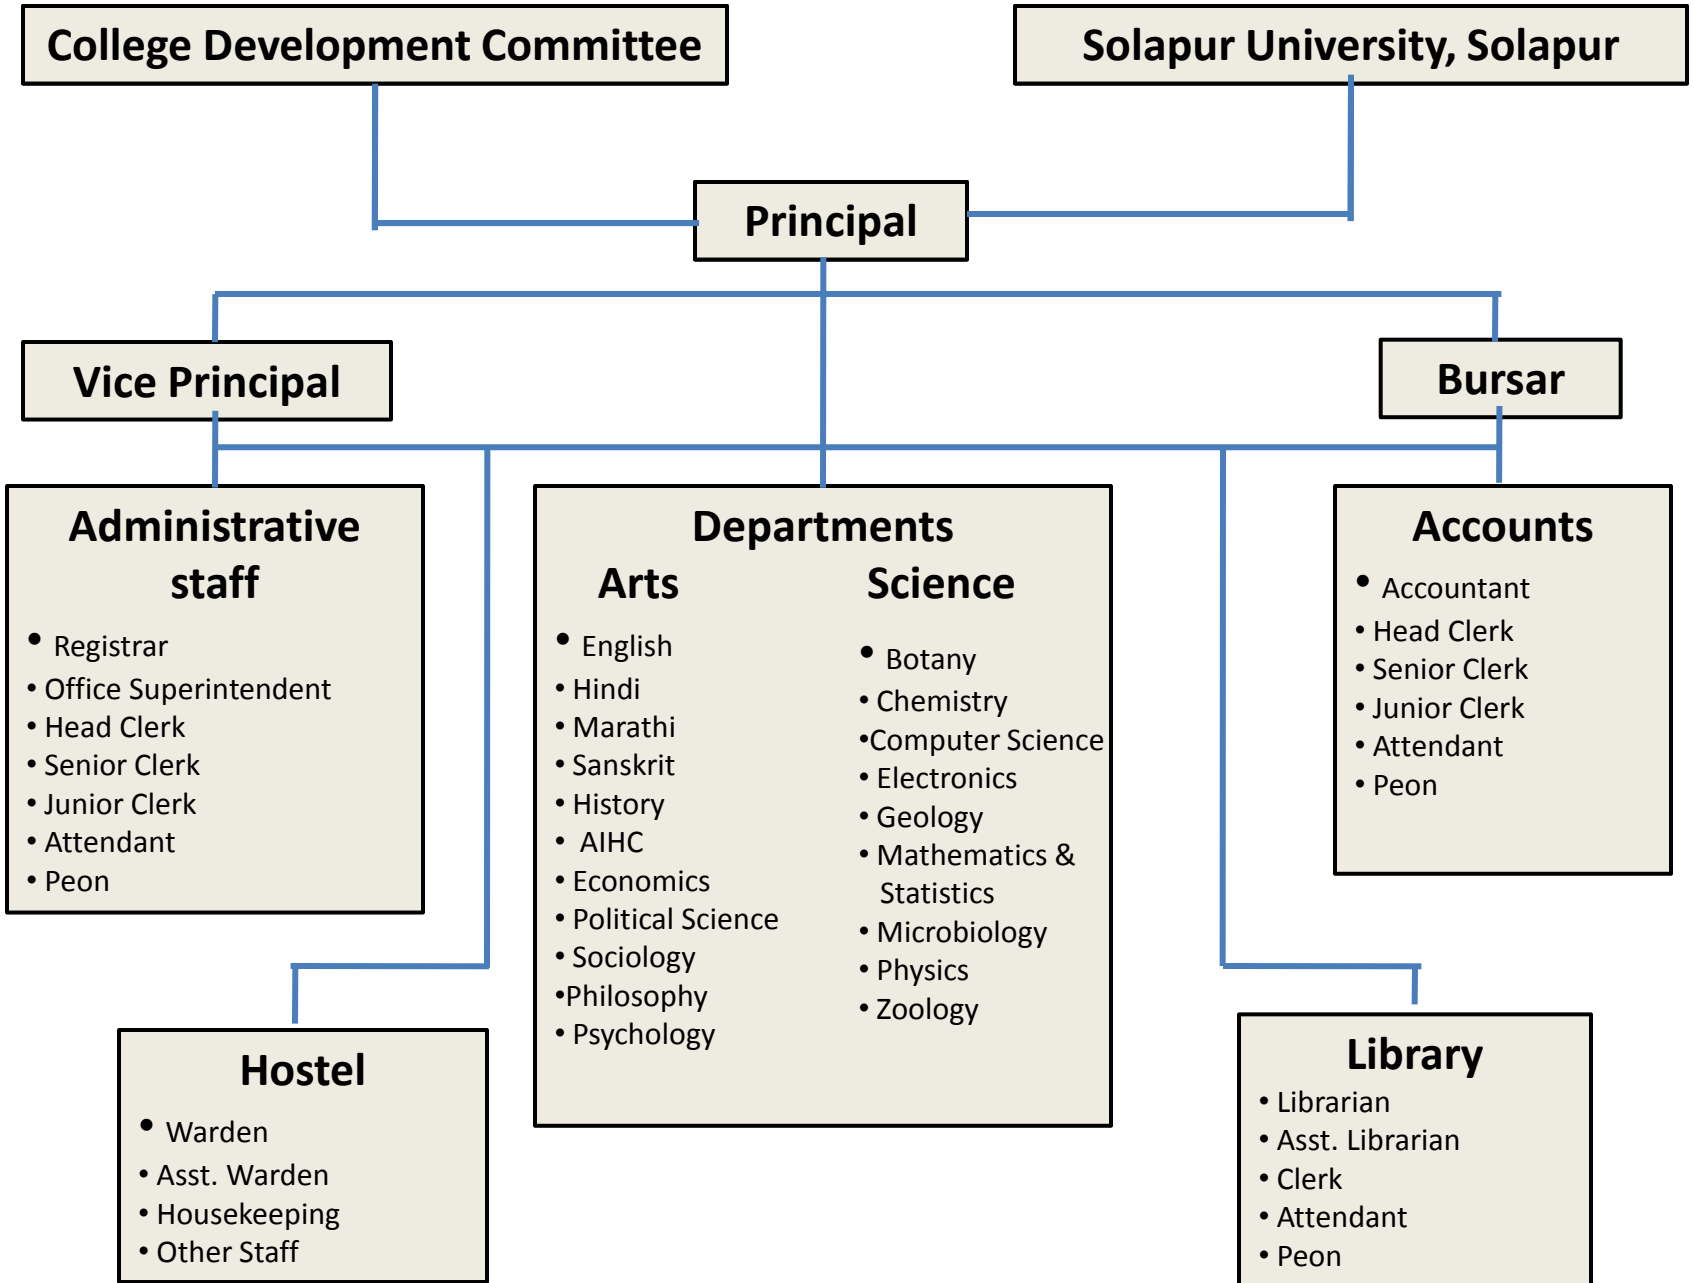 College Development Committee
Solapur University, Solapur
Principal
Vice Principal
Bursar
Administrative
staff
• Registrar
• Office Superintendent
• Head Clerk
• Senior Clerk
• Junior Clerk
• Attendant
• Peon
Departments
Arts
• English
• Hindi
• Marathi
• Sanskrit
• History
• AIHC
• Economics
• Political Science
• Sociology
•Philosophy
• Psychology
Science
• Botany
• Chemistry
•Computer Science
• Electronics
• Geology
• Mathematics &
Statistics
• Microbiology
• Physics
• Zoology
Accounts
• Accountant
• Head Clerk
• Senior Clerk
• Junior Clerk
• Attendant
• Peon
Hostel
• Warden
• Asst. Warden
• Housekeeping
• Other Staff
Library
• Librarian
• Asst. Librarian
• Clerk
• Attendant
• Peon